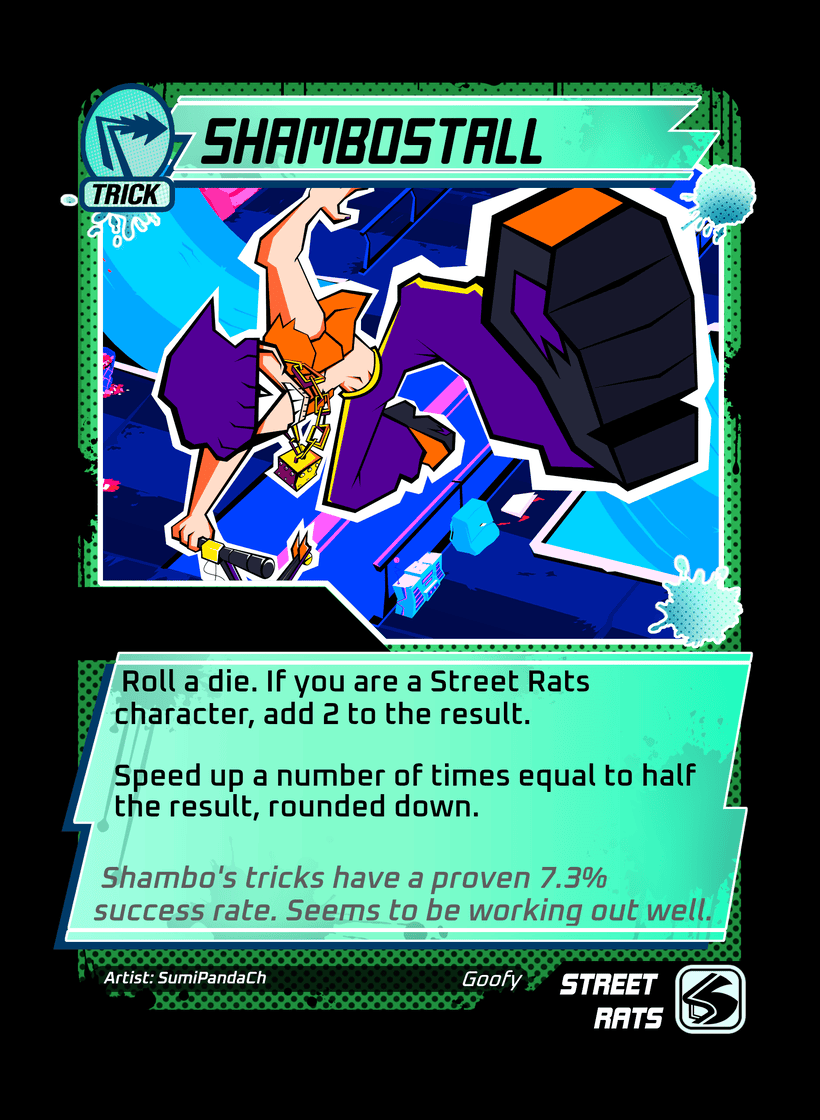 SHAMBOSTALL
TRICK
Roll a die. If you are a Street Rats
character, add 2 to the result.
Speed up a number of times equal to half
the result, rounded down.
Shambo's tricks have a proven 7.3%
success rate. Seems to be working out well.
Artist: SumiPandaCh
Goofy
STREET
RATS